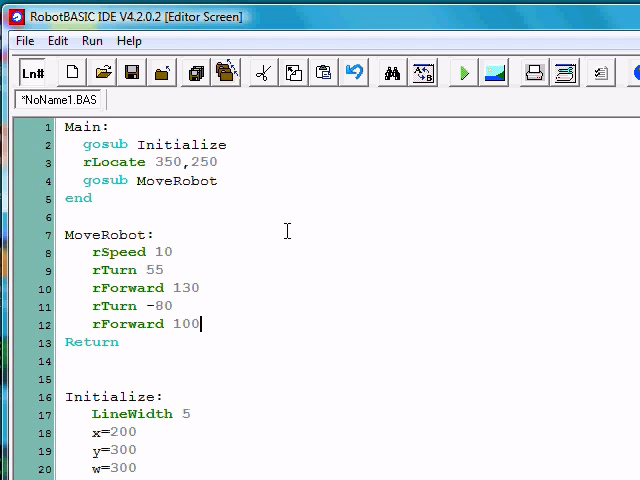 RobotBASIC IDE V4.2.0.2 [Editor Screen]
File Edit Run Help
Ln#
*NoName1.BAS
1 Main:
2 gosub Initialize
3 rLocate 350,250
4 gosub MoveRobot
5 end
6
7 MoveRobot:
8 rSpeed 10
9 rTurn 55
10 rForward 130
11 rTurn -80
12 rForward 100
13 Return
14
15
16 Initialize:
17 LineWidth 5
18 x=200
19 y=300
20 w=300